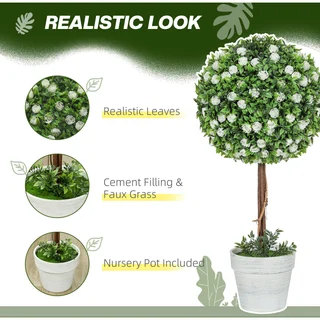 REALISTIC LOOK
Realistic Leaves
Cement Filling &
Faux Grass
Nursery Pot Included